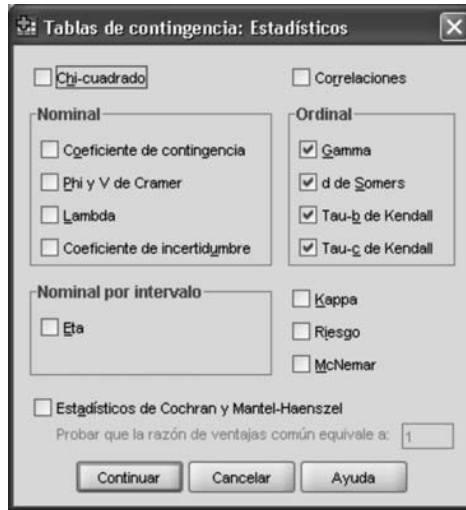 Tablas de contingencia: Estadísticos
Chi-cuadrado
Correlaciones
Nominal
Coeficiente de contingencia
Phi y V de Cramer
Lambda
Coeficiente de incertidumbre
Ordinal
Gamma
d de Somers
Tau-b de Kendall
Tau-c de Kendall
Nominal por intervalo
Eta
Kappa
Riesgo
McNemar
Estadísticos de Cochran y Mantel-Haenszel
Probar que la razón de ventajas común equivale a: 1
Continuar
Cancelar
Ayuda